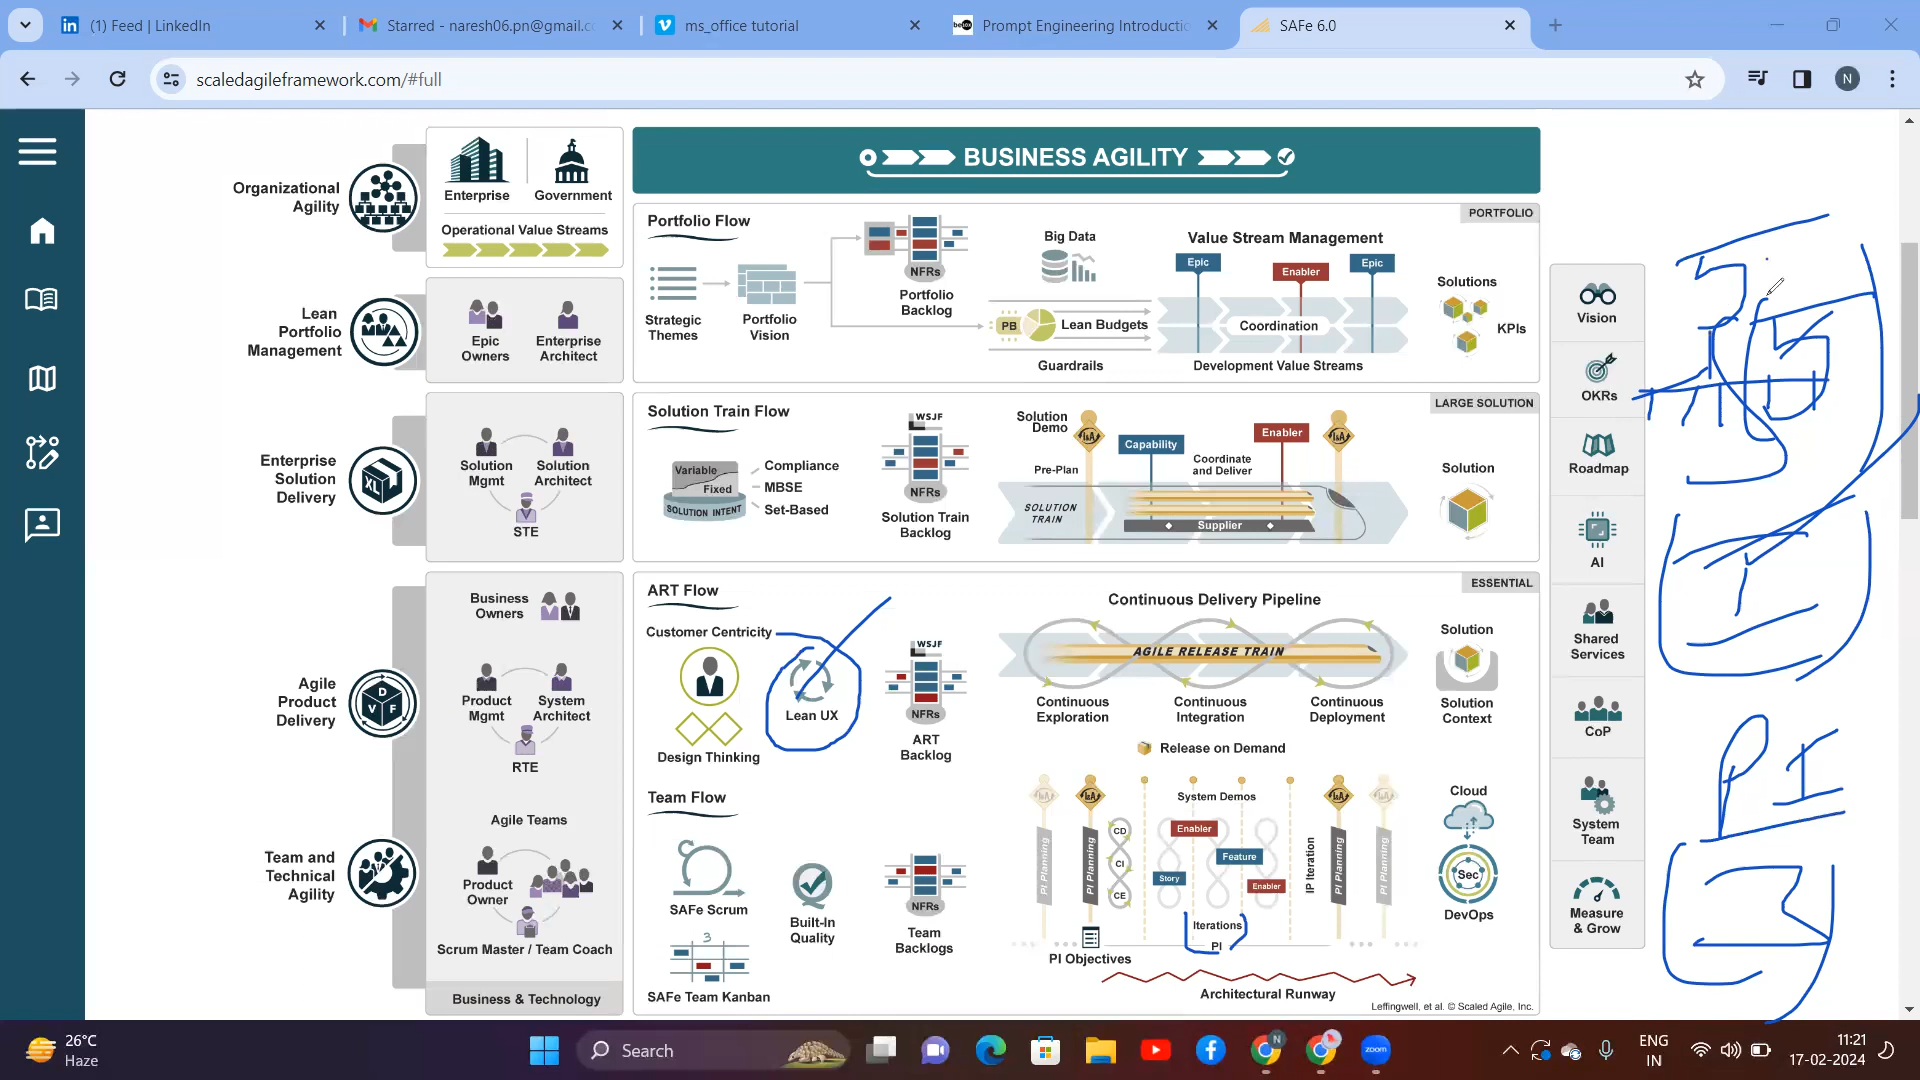 (1) Feed | LinkedIn
Starred - naresh06.pn@gmail.c
ms_office tutorial
Prompt Engineering Introductio
SAFe 6.0
scaledagileframework.com/#full
N
Organizational
Agility
Enterprise
Government
Operational Value Streams
BUSINESS AGILITY
Lean
Portfolio
Management
Epic
Owners
Enterprise
Architect
Portfolio Flow
PORTFOLIO
Strategic
Themes
Portfolio
Vision
NFRs
Portfolio
Backlog
Big Data
PB
Lean Budgets
Guardrails
Value Stream Management
Epic
Enabler
Epic
Coordination
Development Value Streams
Solutions
KPIs
Enterprise
Solution
Delivery
XL
Solution
Mgmt
Solution
Architect
STE
Solution Train Flow
LARGE SOLUTION
Variable
Fixed
SOLUTION INTENT
Compliance
MBSE
Set-Based
WSJF
NFRs
Solution Train
Backlog
Solution
Demo
I&A
Pre-Plan
Capability
Coordinate
and Deliver
Enabler
I&A
SOLUTION
TRAIN
Supplier
Solution
Agile
Product
Delivery
D
V F
Business
Owners
Product
Mgmt
System
Architect
RTE
ART Flow
ESSENTIAL
Customer Centricity
Lean UX
Design Thinking
WSJF
NFRs
ART
Backlog
Continuous Delivery Pipeline
AGILE RELEASE TRAIN
Continuous
Exploration
Continuous
Integration
Continuous
Deployment
Release on Demand
Solution
Solution
Context
Team and
Technical
Agility
Agile Teams
Product
Owner
Scrum Master / Team Coach
Business & Technology
Team Flow
SAFe Scrum
3
SAFe Team Kanban
Built-In
Quality
NFRs
Team
Backlogs
I&A
I&A
System Demos
I&A
I&A
PI Planning
PI Planning
CD
CI
CE
Enabler
Feature
Story
Enabler
IP Iteration
PI Planning
PI Planning
Iterations
PI
PI Objectives
Architectural Runway
Cloud
Sec
DevOps
Leffingwell, et al. © Scaled Agile, Inc.
Vision
OKRs
Roadmap
AI
Shared
Services
CoP
System
Team
Measure
& Grow
I
PI
26°C
Haze
Search
N
zoom
ENG
IN
11:21
17-02-2024